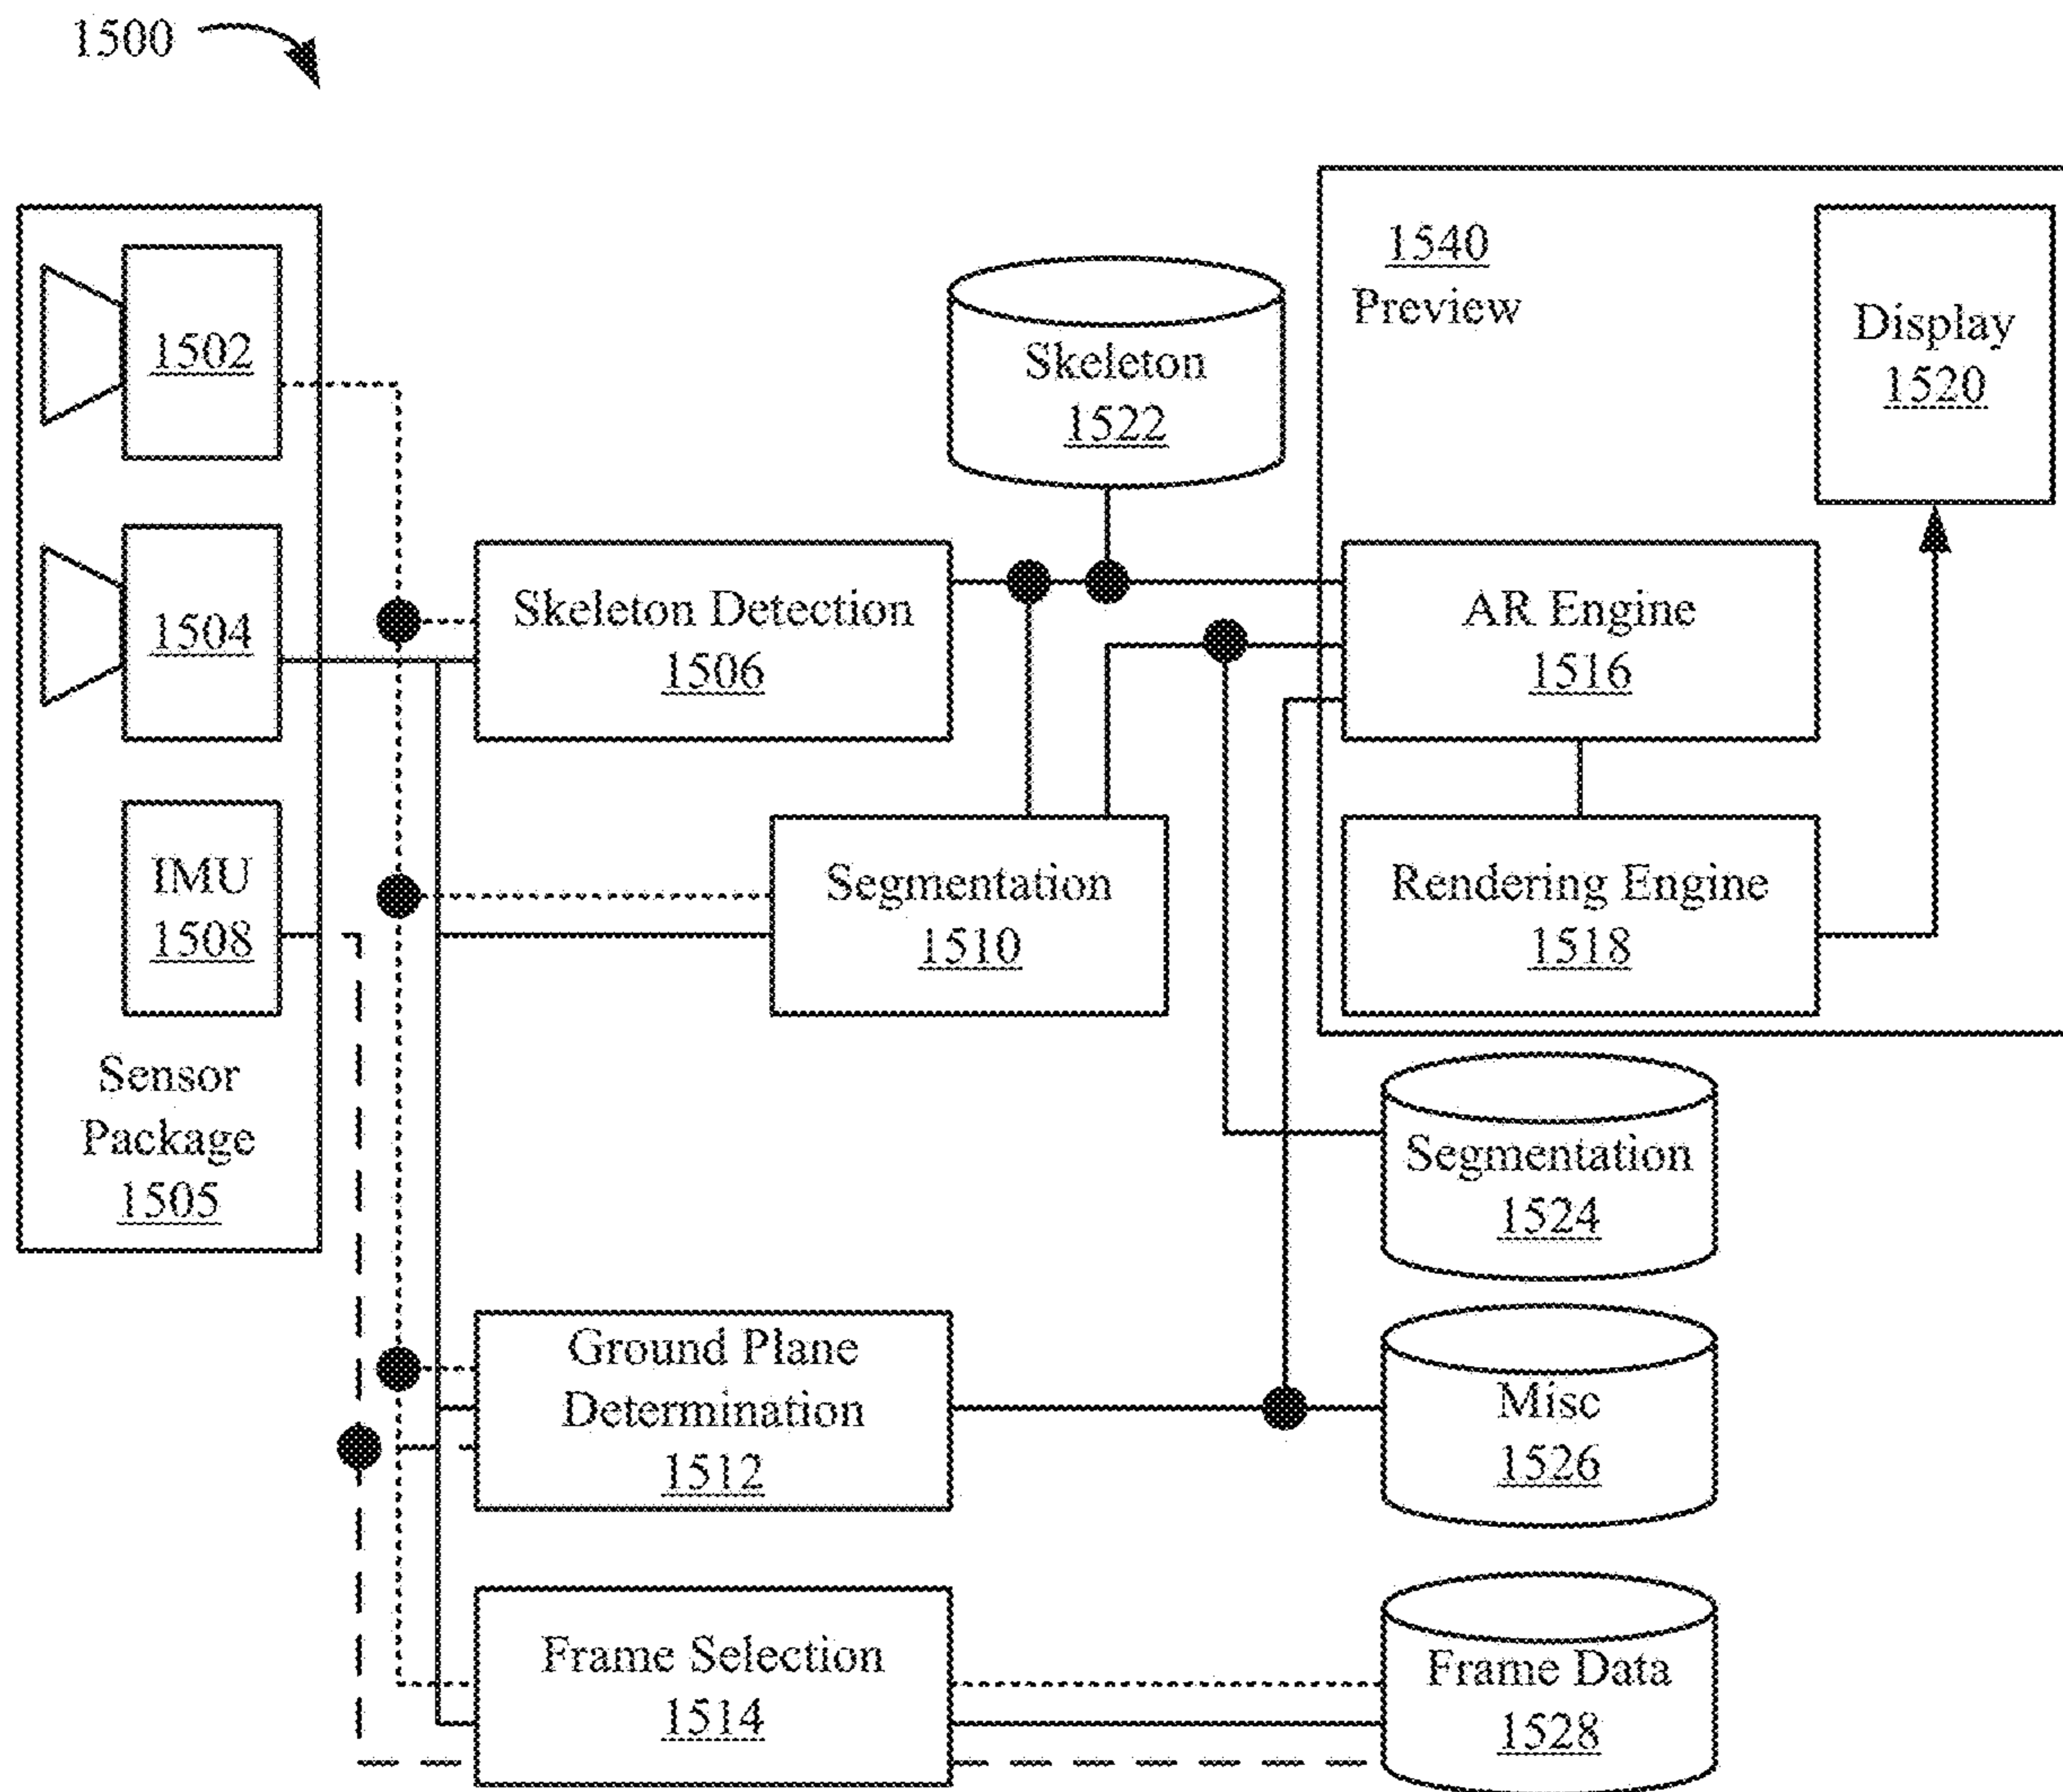 1500
1502
1504
IMU
1508
Sensor
Package
1505
Skeleton Detection
1506
Segmentation
1510
Ground Plane
Determination
1512
Frame Selection
1514
Skeleton
1522
1540
Preview
Display
1520
AR Engine
1516
Rendering Engine
1518
Segmentation
1524
Misc
1526
Frame Data
1528